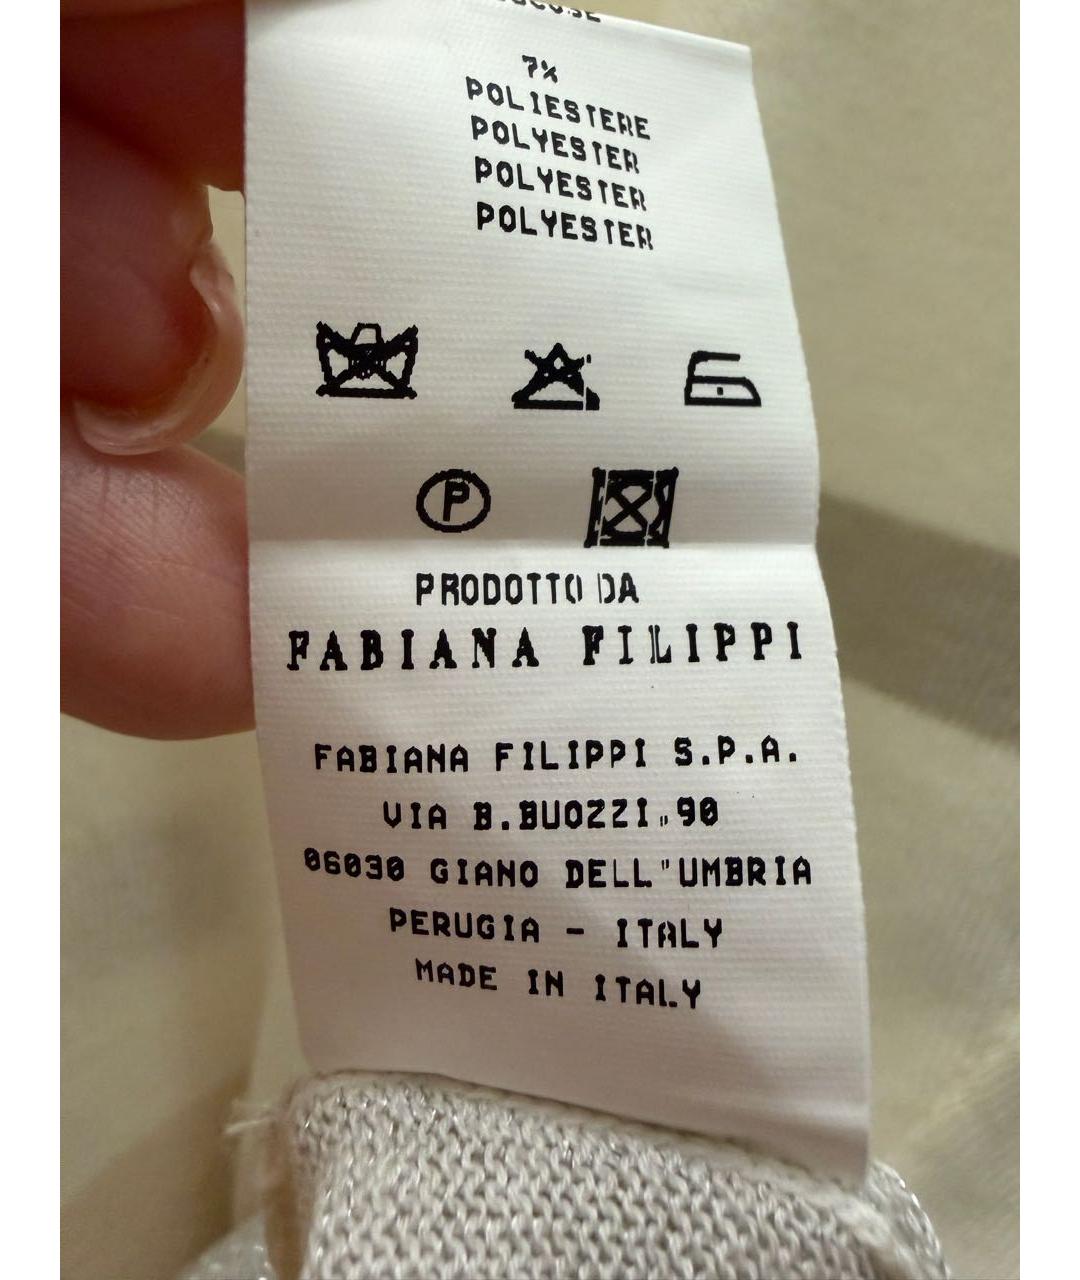 7%
POLIESTERE
POLYESTER
POLYESTER
POLYESTER
P
PRODOTTO DA
FABIANA FILIPPI
FABIANA FILIPPI S.P.A.
VIA B.BUOZZI,90
06030 GIANO DELL"UMBRIA
PERUGIA - ITALY
MADE IN ITALY